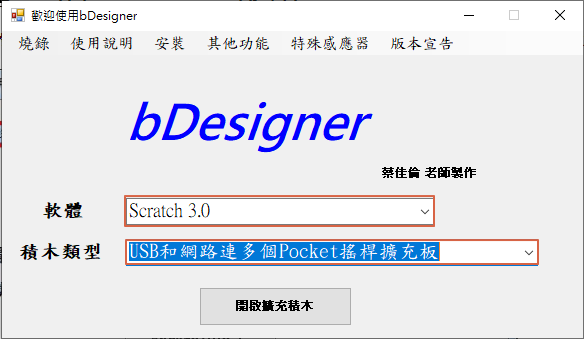 歡迎使用bDesigner
燒錄 使用說明 安裝 其他功能 特殊感應器 版本宣告
bDesigner
蔡佳倫 老師製作
軟體 Scratch 3.0
積木類型 USB和網路連多個Pocket搖桿擴充板
開啟擴充積木